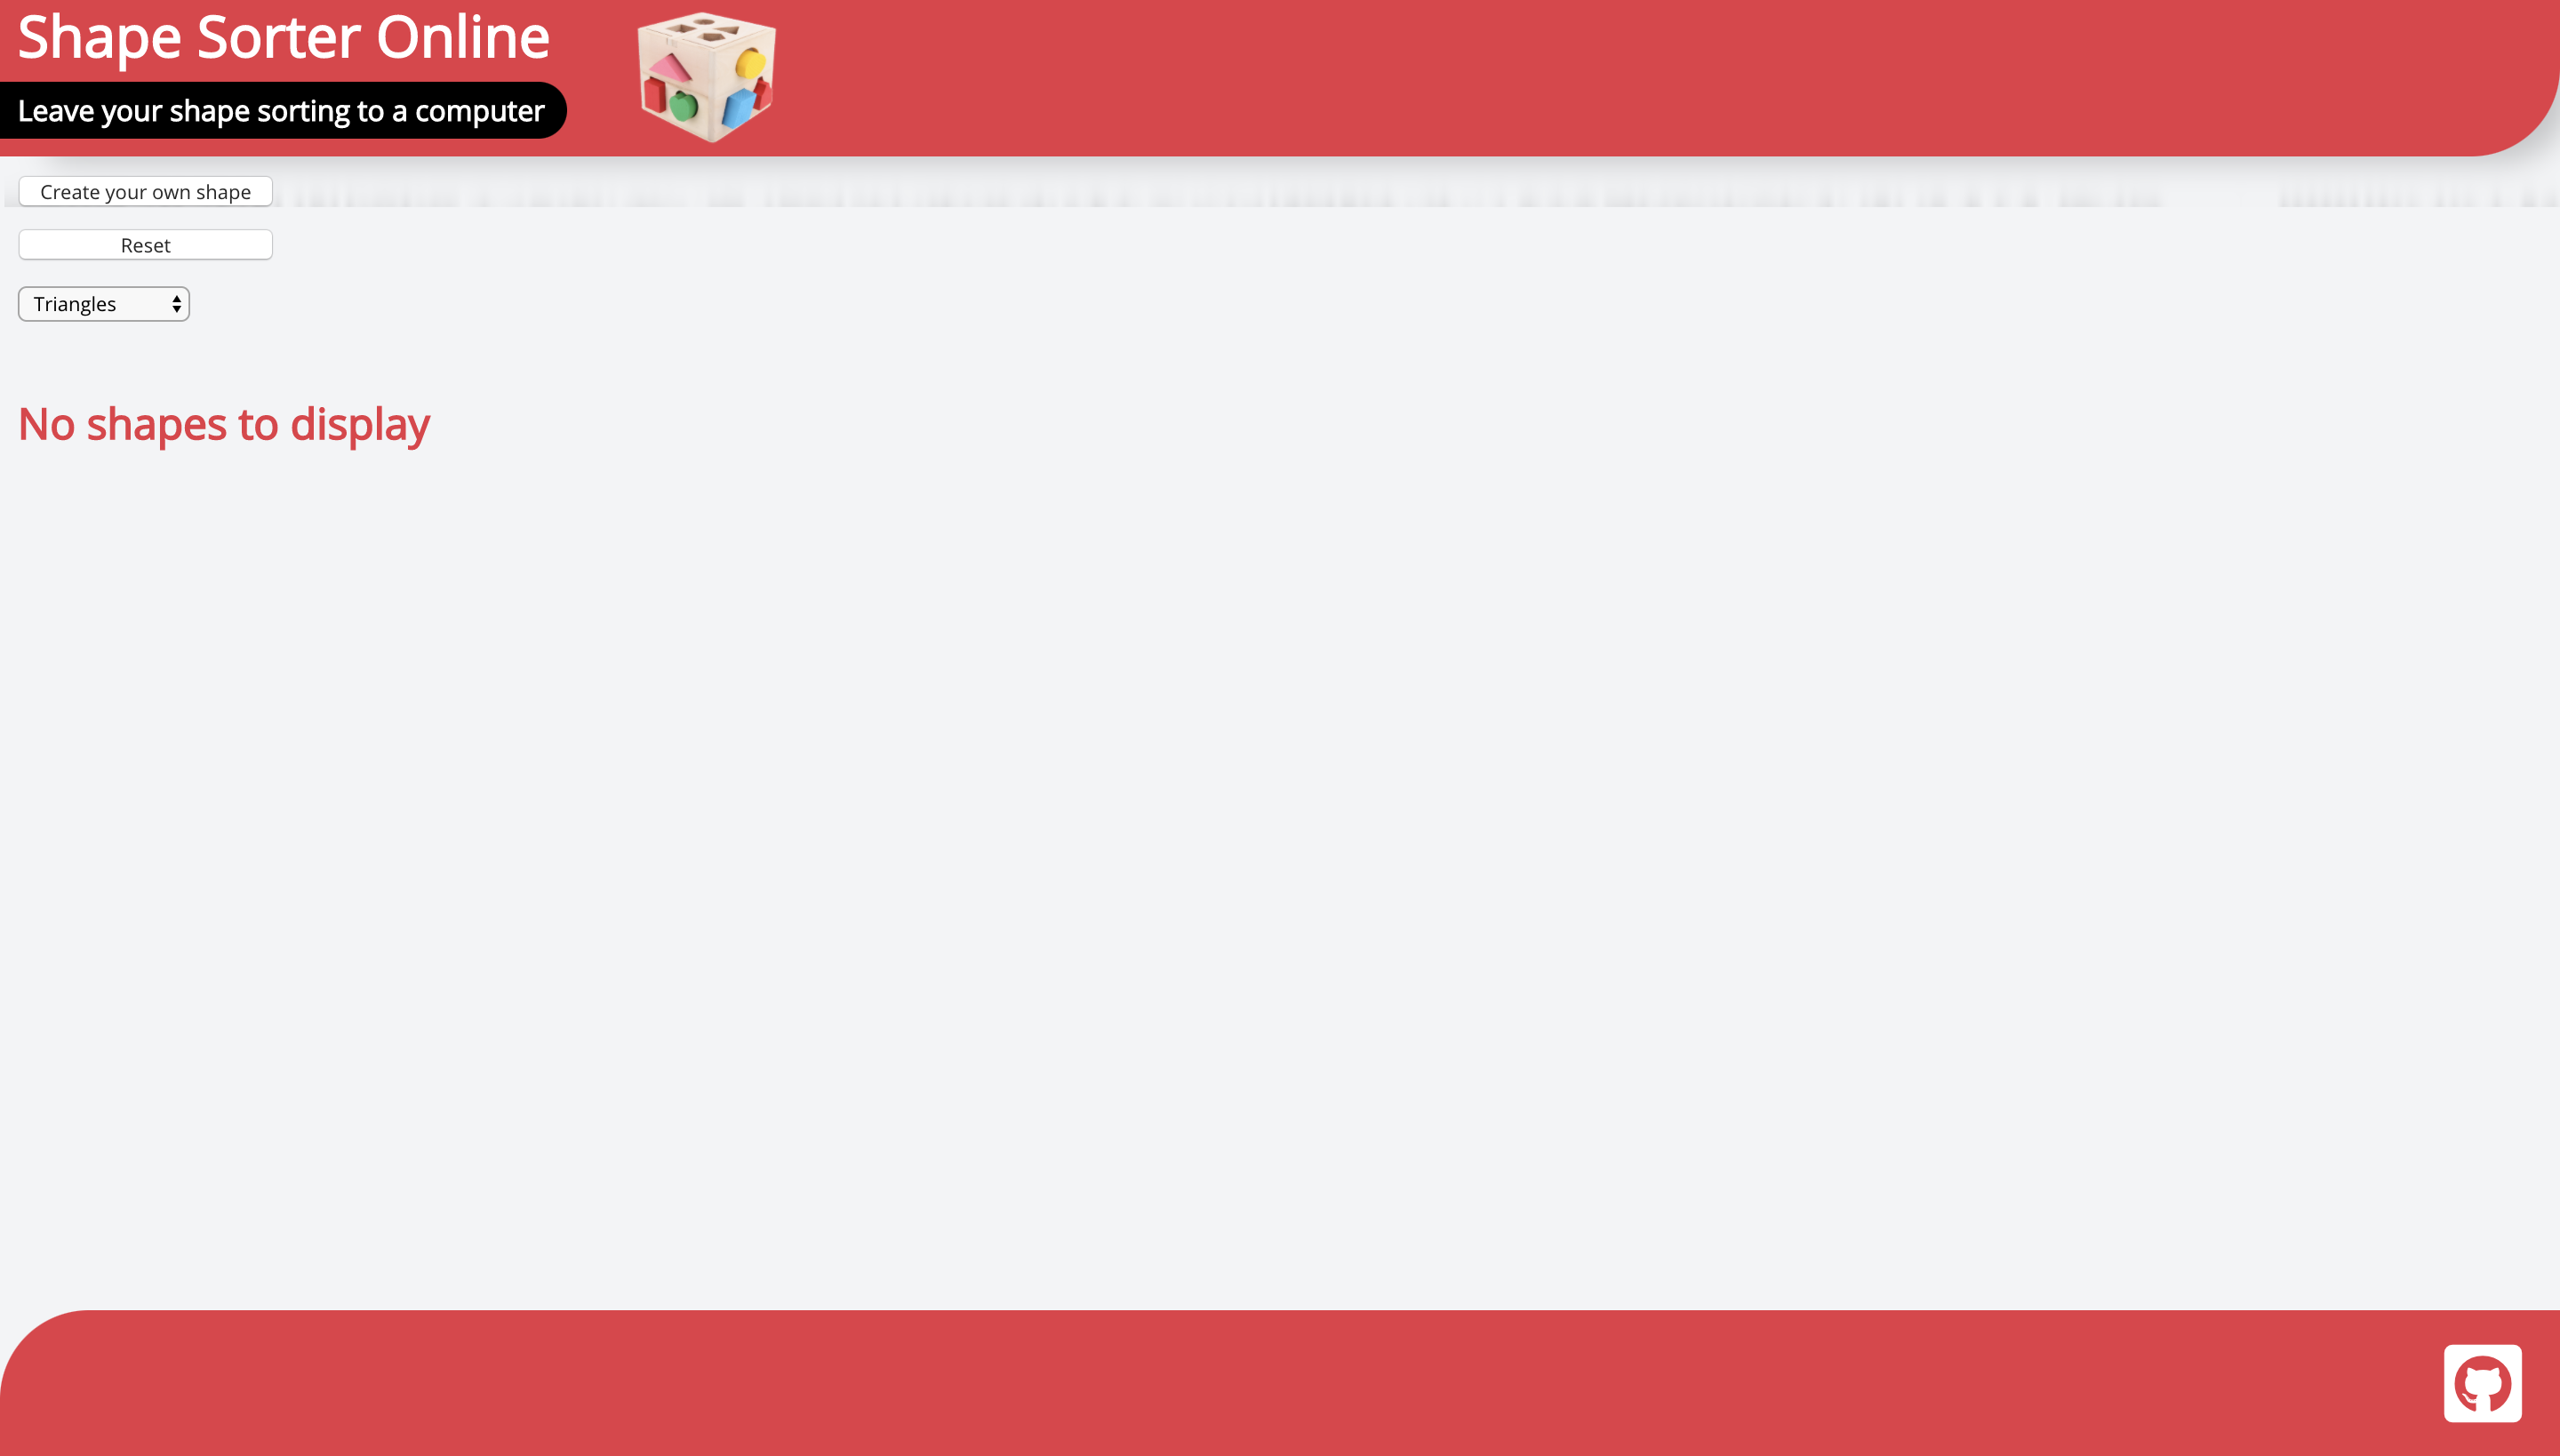 Shape Sorter Online
Leave your shape sorting to a computer
Create your own shape
Reset
Triangles
No shapes to display